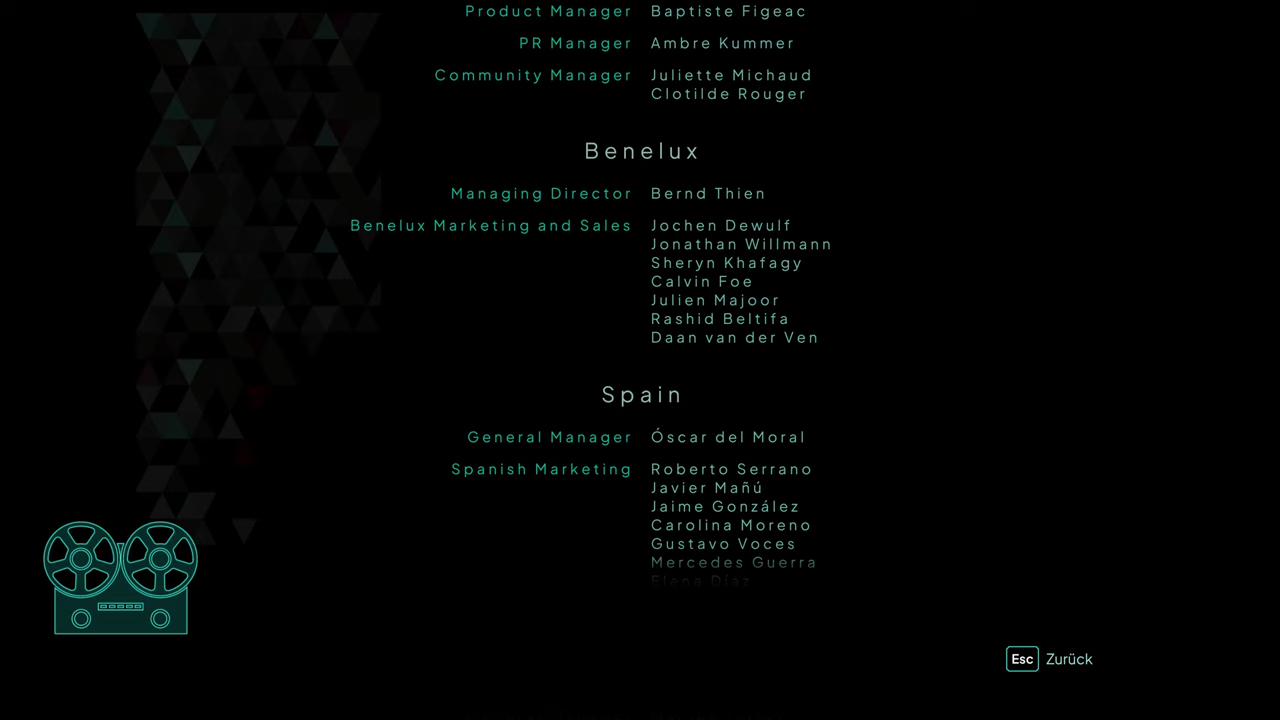 Product Manager Baptiste Figeac
PR Manager Ambre Kummer
Community Manager Juliette Michaud
Clotilde Rouger
Benelux
Managing Director Bernd Thien
Benelux Marketing and Sales Jochen Dewulf
Jonathan Willmann
Sheryn Khafagy
Calvin Foe
Julien Majoor
Rashid Beltifa
Daan van der Ven
Spain
General Manager Óscar del Moral
Spanish Marketing Roberto Serrano
Javier Mañú
Jaime González
Carolina Moreno
Gustavo Voces
Mercedes Guerra
Elena Díaz
Esc Zurück